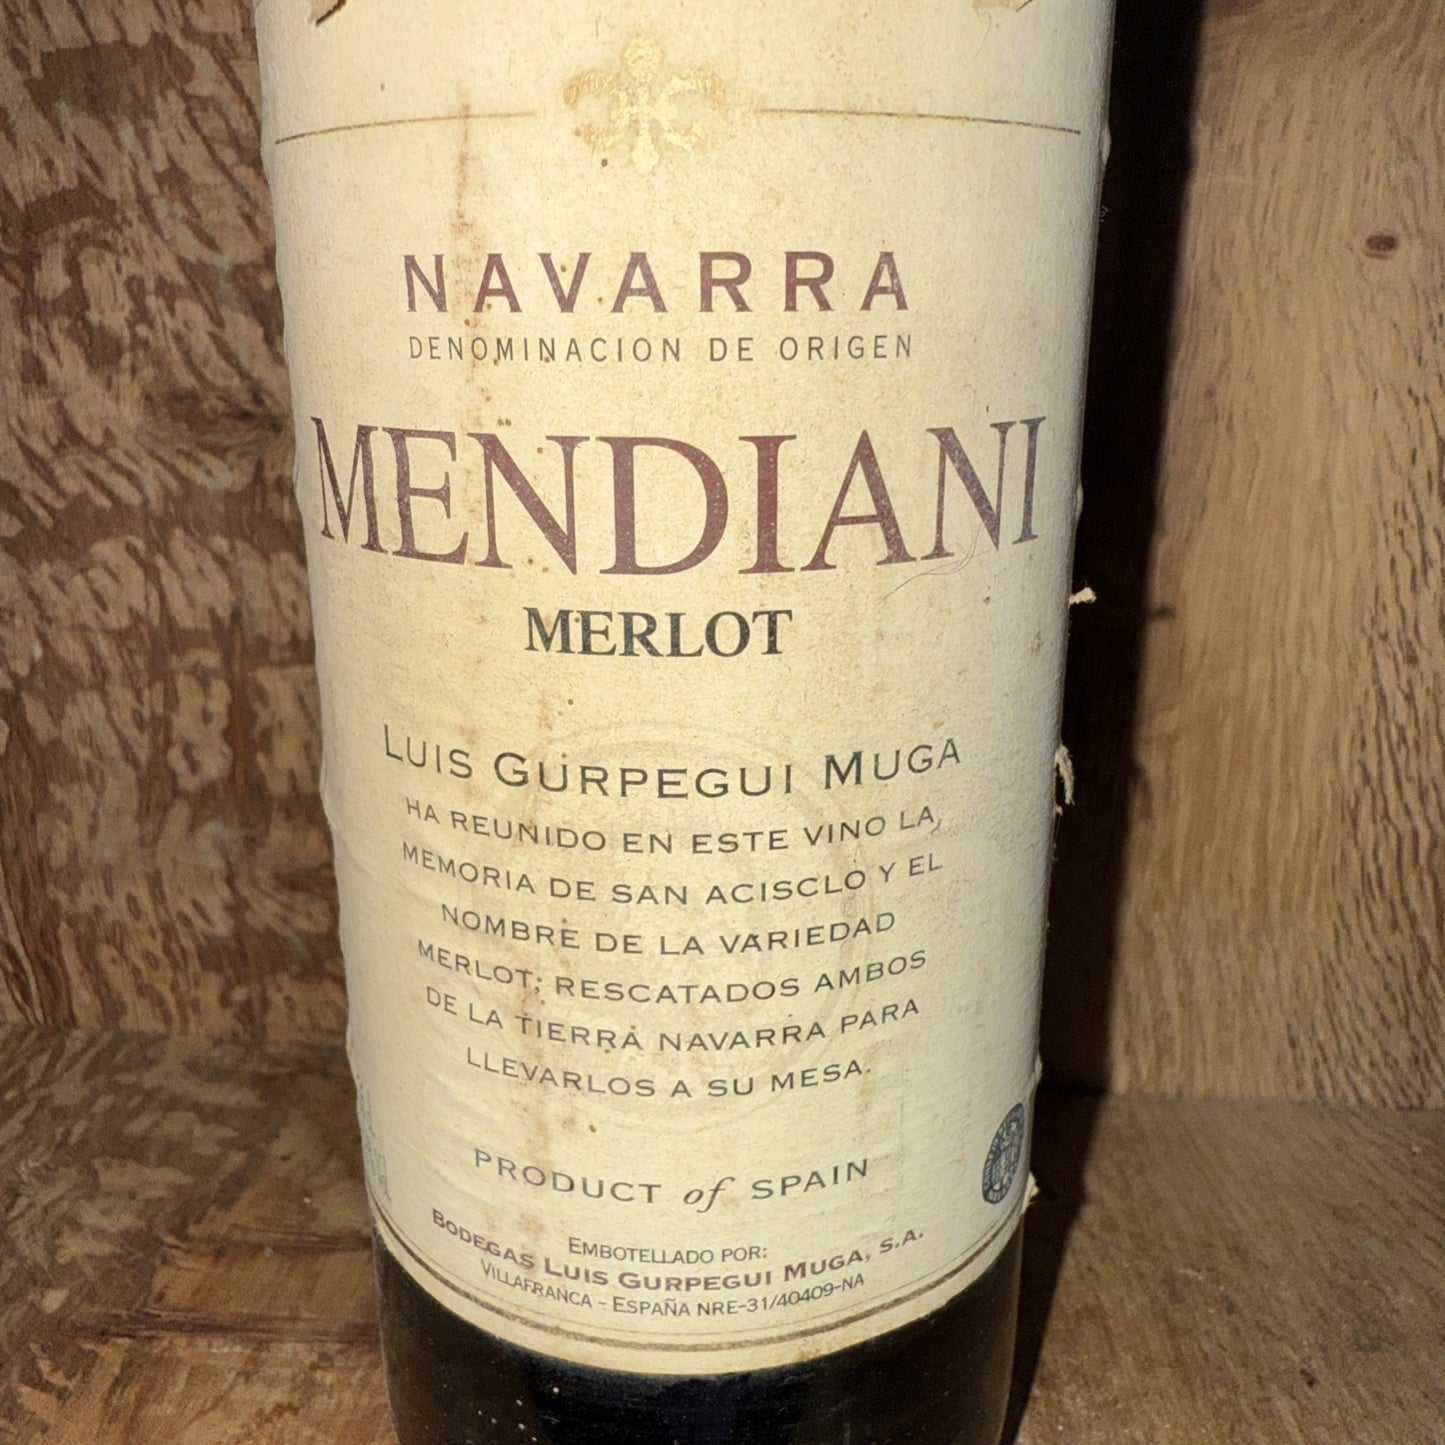 NAVARRA
DENOMINACION DE ORIGEN
MENDIANI
MERLOT
LUIS GURPEGUI MUGA
HA REUNIDO EN ESTE VINO LA
MEMORIA DE SAN ACISCLO Y EL
NOMBRE DE LA VARIEDAD
MERLOT; RESCATADOS AMBOS
DE LA TIERRA NAVARRA PARA
LLEVARLOS A SU MESA.
PRODUCT of SPAIN
EMBOTELLADO POR:
BODEGAS LUIS GURPEGUI MUGA, S.A.
VILLAFRANCA - ESPAÑA NRE-31/40409-NA